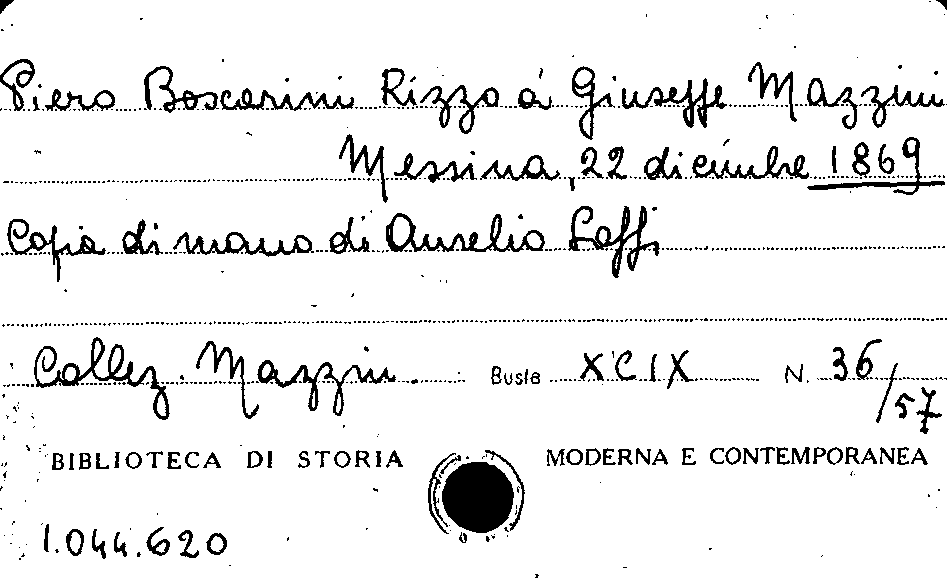 Piero Boscarini Rizzo a Giuseppe Mazzini
Messina, 22 dicembre 1869
Copia di mano di Aurelio Saffi
Collez. Mazzini. Buste XCIX N. 36/57
BIBLIOTECA DI STORIA MODERNA E CONTEMPORANEA
1.044.620